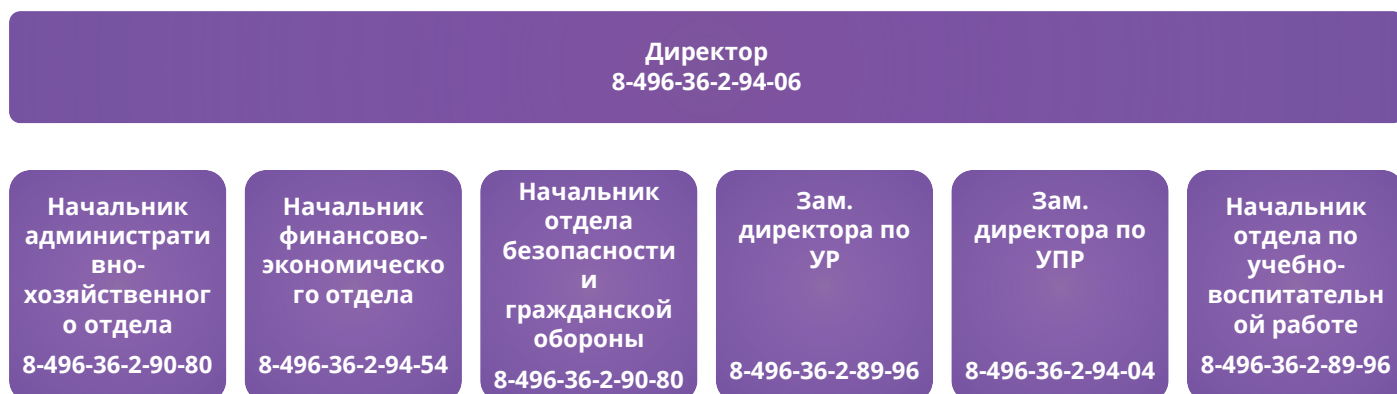 Директор
8-496-36-2-94-06
Начальник
администрати
вно-
хозяйственног
о отдела
8-496-36-2-90-80
Начальник
финансово-
экономическо
го отдела
8-496-36-2-94-54
Начальник
отдела
безопасности
и
гражданской
обороны
8-496-36-2-90-80
Зам.
директора по
УР
8-496-36-2-89-96
Зам.
директора по
УПР
8-496-36-2-94-04
Начальник
отдела по
учебно-
воспитательн
ой работе
8-496-36-2-89-96